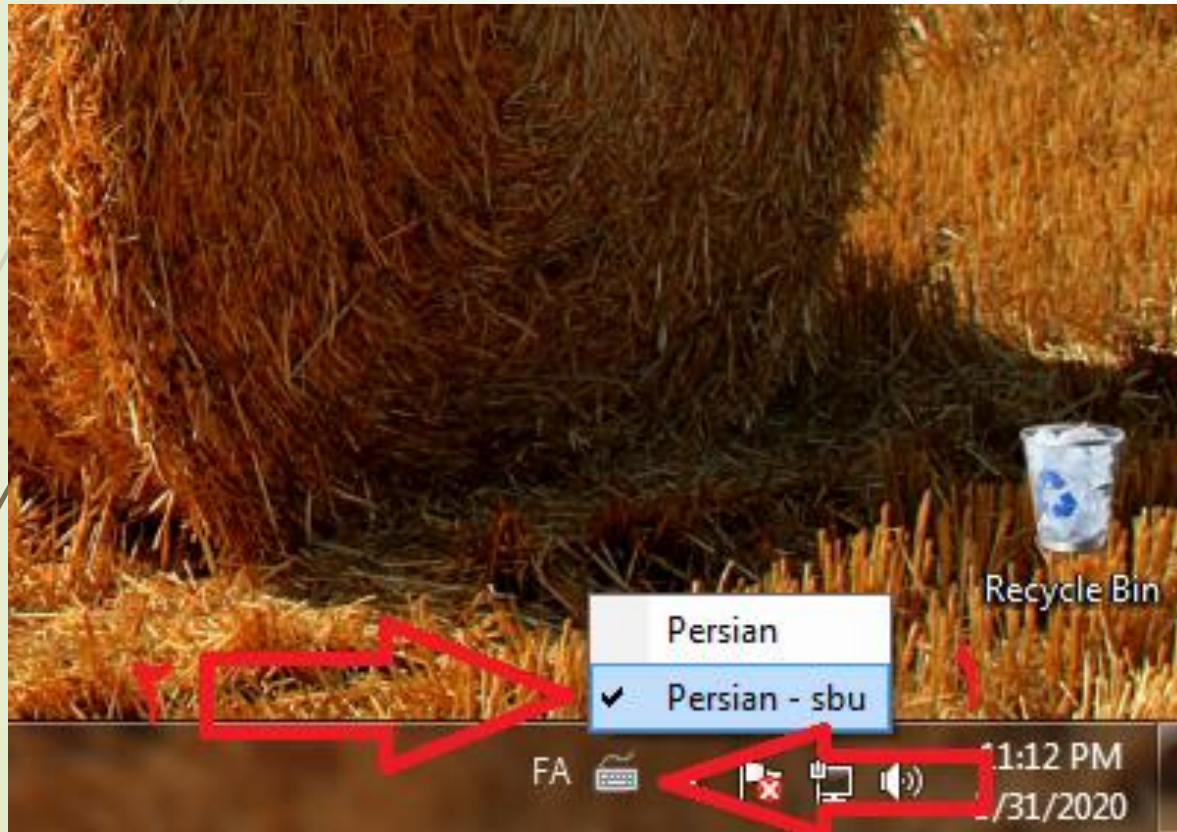 Recycle Bin
Persian
Persian - sbu
FA
11:12 PM
/31/2020